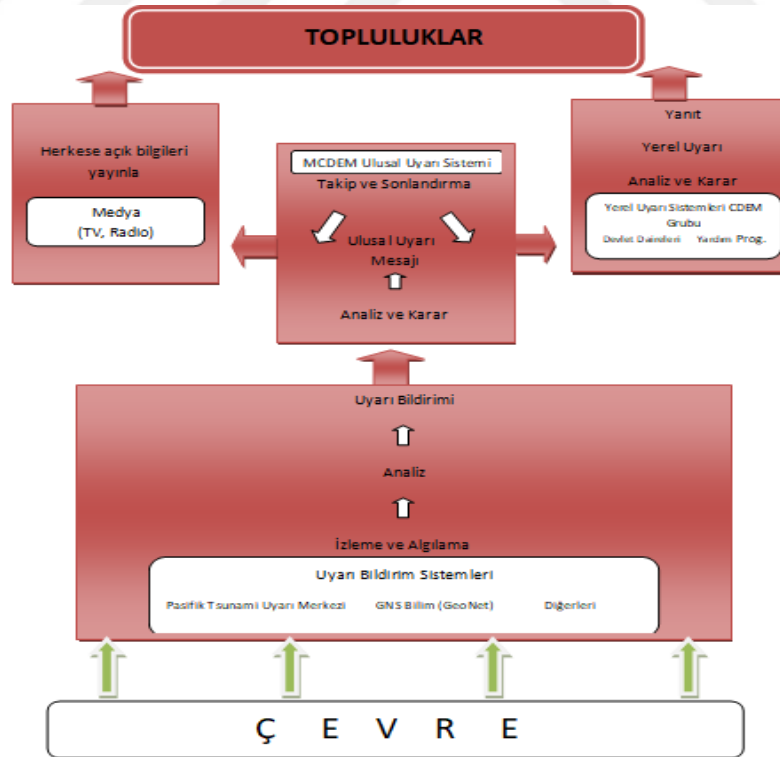 TOPLULUKLAR
Herkese açık bilgileri
yayınla
Medya
(TV, Radio)
MCDEM Ulusal Uyarı Sistemi
Takip ve Sonlandırma
Ulusal Uyarı
Mesajı
Analiz ve Karar
Yanıt
Yerel Uyarı
Analiz ve Karar
Yerel Uyarı Sistemleri CDEM
Grubu
Devlet Daireleri Yardım Prog.
Uyarı Bildirimi
Analiz
İzleme ve Algılama
Uyarı Bildirim Sistemleri
Pasifik Tsunami Uyarı Merkezi GNS Bilim (GeoNet) Diğerleri
Ç E V R E